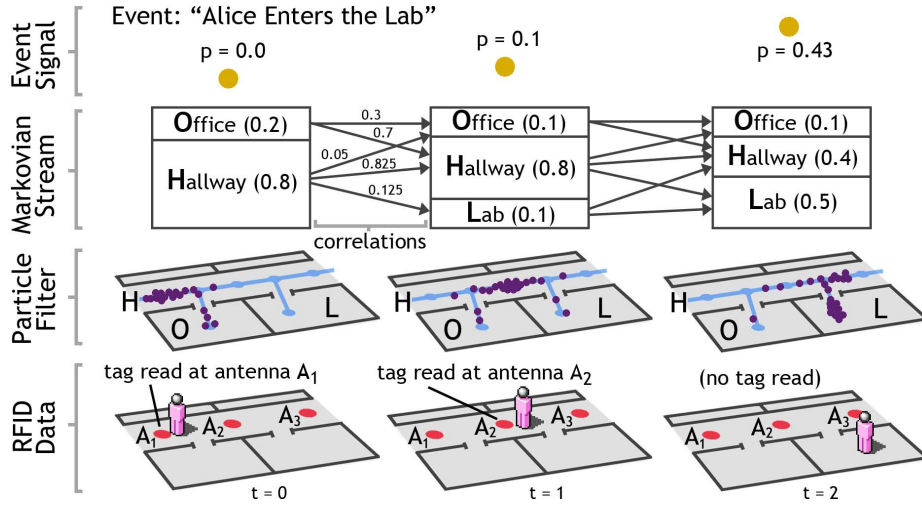 Event: “Alice Enters the Lab”
Event Signal
p = 0.0
p = 0.1
p = 0.43
Markovian Stream
Office (0.2)
Hallway (0.8)
0.3
0.7
0.05
0.825
0.125
correlations
Office (0.1)
Hallway (0.8)
Lab (0.1)
Office (0.1)
Hallway (0.4)
Lab (0.5)
Particle Filter
H
O
L
H
O
L
H
O
L
RFID Data
tag read at antenna A1
A1
A2
A3
t = 0
tag read at antenna A2
A1
A2
A3
t = 1
(no tag read)
A1
A2
A3
t = 2